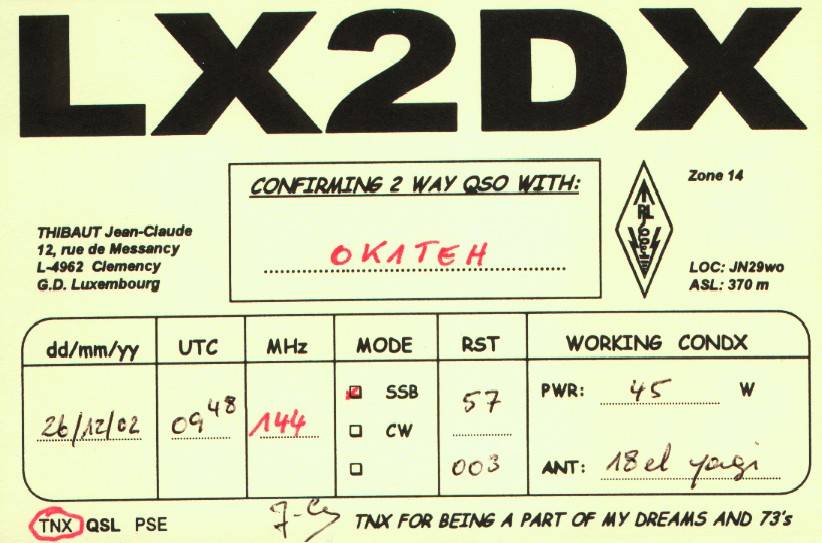 LX2DX
CONFIRMING 2 WAY QSO WITH:
OK1TEH
Zone 14
THIBAUT Jean-Claude
12, rue de Messancy
L-4962 Clemency
G.D. Luxembourg
RL
LOC: JN29wo
ASL: 370 m
dd/mm/yy UTC MHz MODE RST WORKING CONDX
26/12/02 0948 144 SSB 57 PWR: 45 W
CW
003 ANT: 18el yagi
TNX QSL PSE
TNX FOR BEING A PART OF MY DREAMS AND 73's